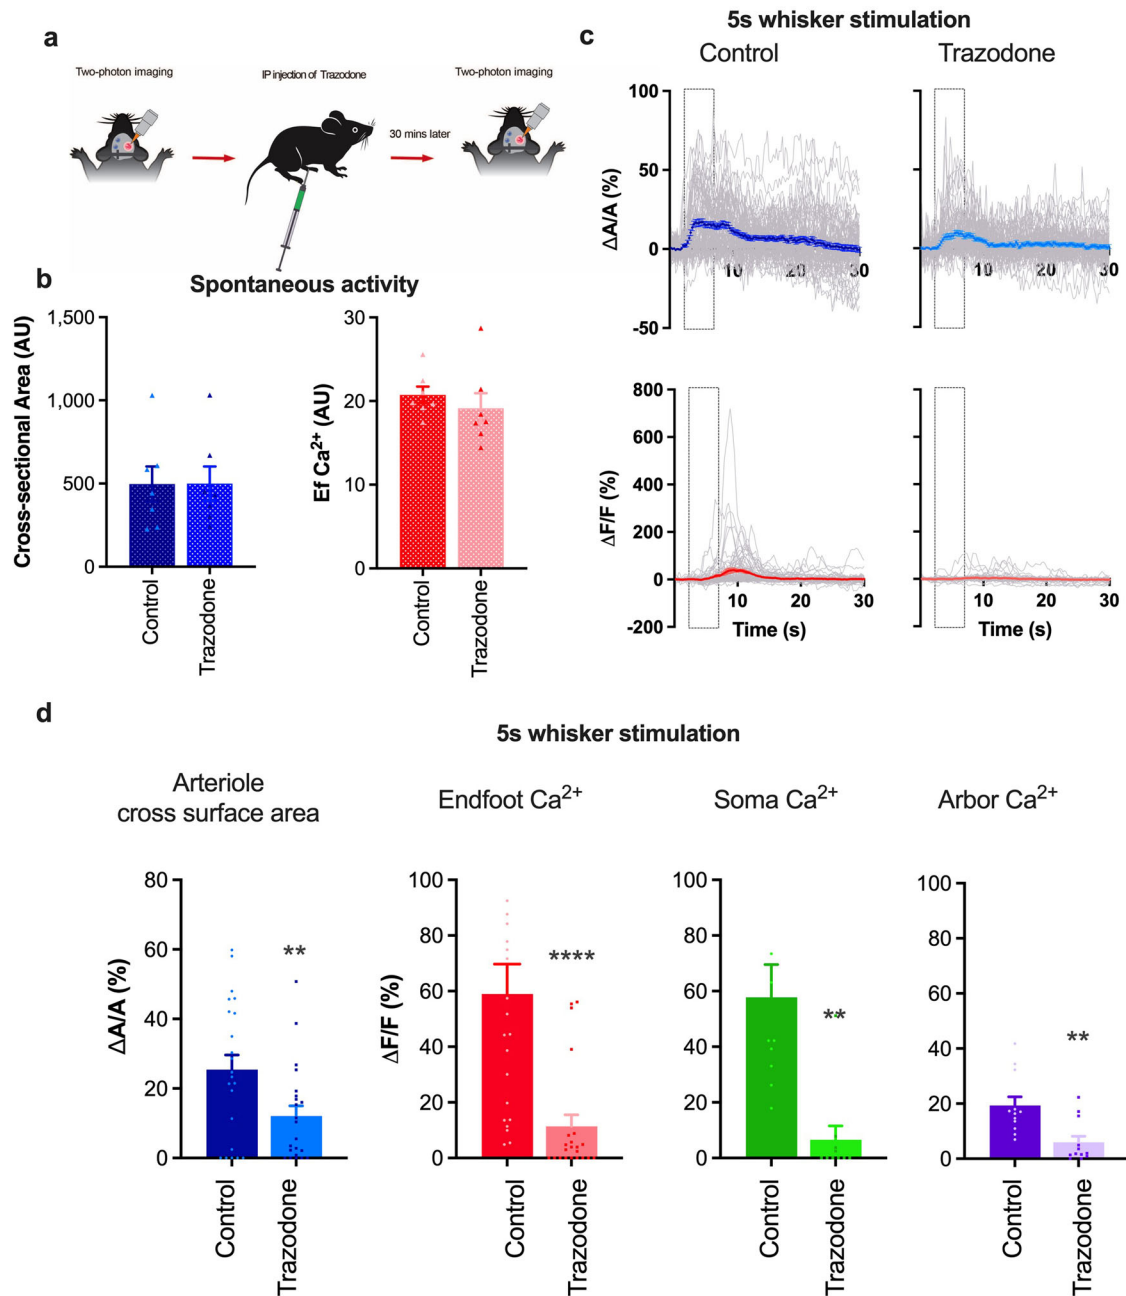 a
Two-photon imaging
IP injection of Trazodone
30 mins later
Two-photon imaging
b
Spontaneous activity
Cross-sectional Area (AU)
1,500
1,000
500
0
Control
Trazodone
Ef Ca²⁺ (AU)
30
20
10
0
Control
Trazodone
c
5s whisker stimulation
Control
Trazodone
ΔA/A (%)
100
50
0
-50
10
20
30
10
20
30
ΔF/F (%)
800
600
400
200
0
-200
10
20
30
Time (s)
10
20
30
Time (s)
d
5s whisker stimulation
Arteriole
cross surface area
ΔA/A (%)
80
60
40
20
0
**
Control
Trazodone
Endfoot Ca²⁺
ΔF/F (%)
100
80
60
40
20
0
****
Control
Trazodone
Soma Ca²⁺
100
80
60
40
20
0
**
Control
Trazodone
Arbor Ca²⁺
100
80
60
40
20
0
**
Control
Trazodone